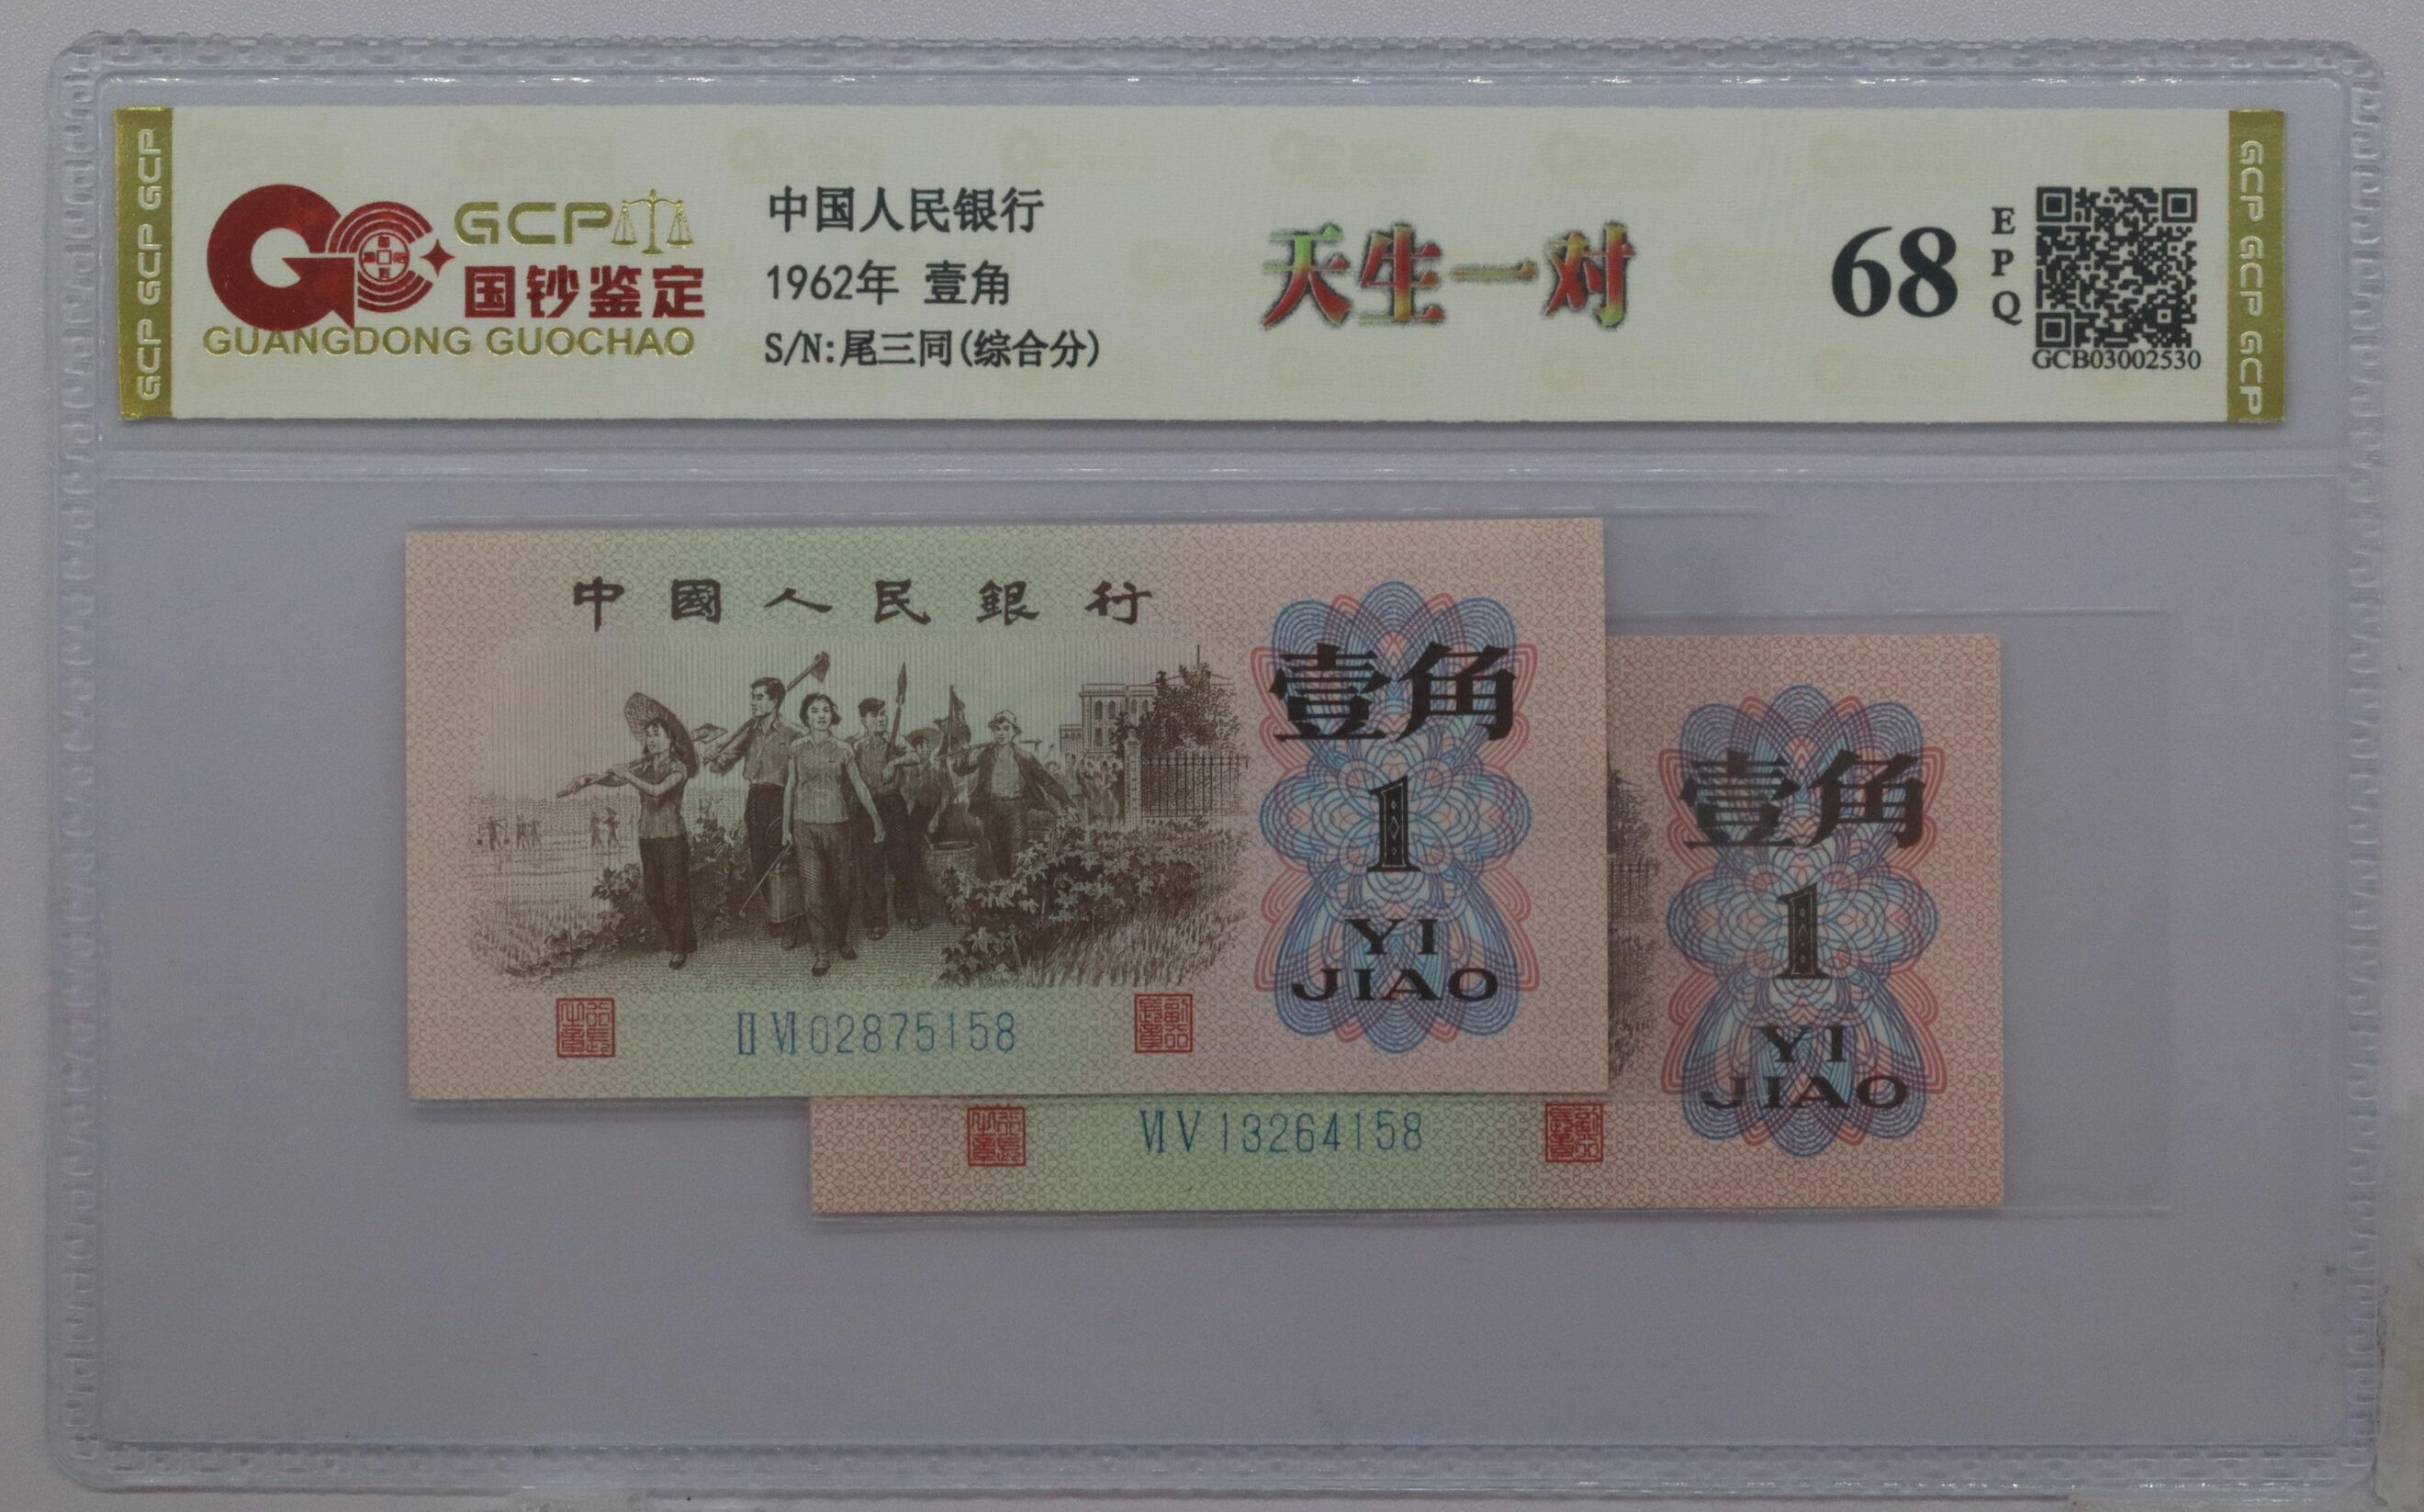 GCP GCP GCP
GCP
国钞鉴定
GUANGDONG GUOCHAO
中国人民银行
1962年 壹角
S/N:尾三同(综合分)
天生一对
68
EPQ
GCB03002530
GCP GCP GCP GCP
中國人民銀行
壹角
1
YI
JIAO
II VI 02875158
壹角
1
YI
JIAO
VI V 13264158